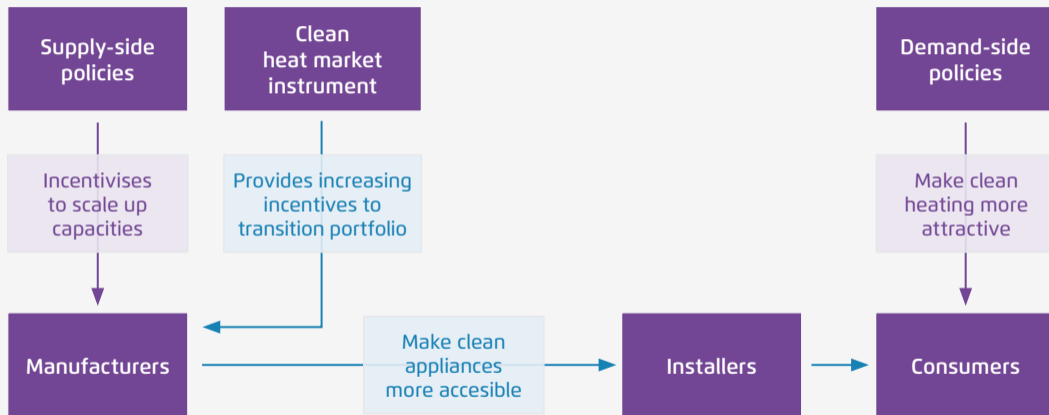 Supply-side
policies
Clean
heat market
instrument
Demand-side
policies
Incentivises
to scale up
capacities
Provides increasing
incentives to
transition portfolio
Make clean
heating more
attractive
Manufacturers
Make clean
appliances
more accesible
Installers
Consumers